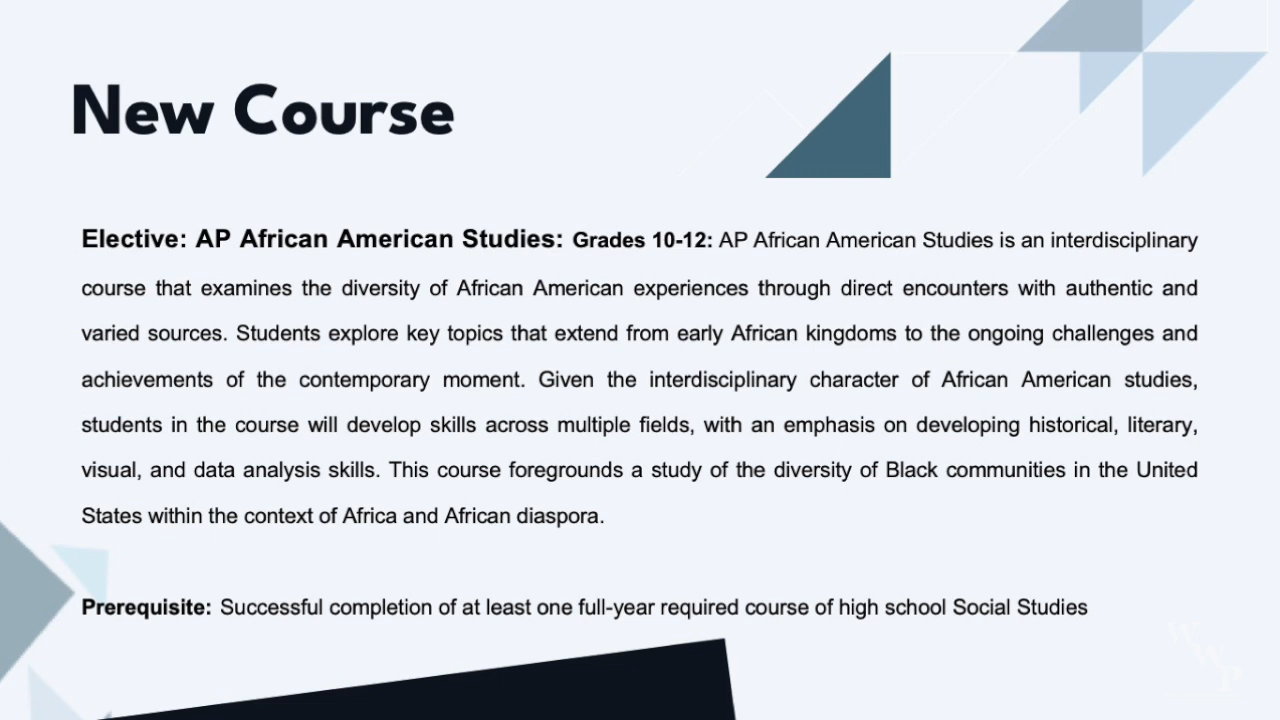 New Course
Elective: AP African American Studies: Grades 10-12: AP African American Studies is an interdisciplinary
course that examines the diversity of African American experiences through direct encounters with authentic and
varied sources. Students explore key topics that extend from early African kingdoms to the ongoing challenges and
achievements of the contemporary moment. Given the interdisciplinary character of African American studies,
students in the course will develop skills across multiple fields, with an emphasis on developing historical, literary,
visual, and data analysis skills. This course foregrounds a study of the diversity of Black communities in the United
States within the context of Africa and African diaspora.
Prerequisite: Successful completion of at least one full-year required course of high school Social Studies
WWP